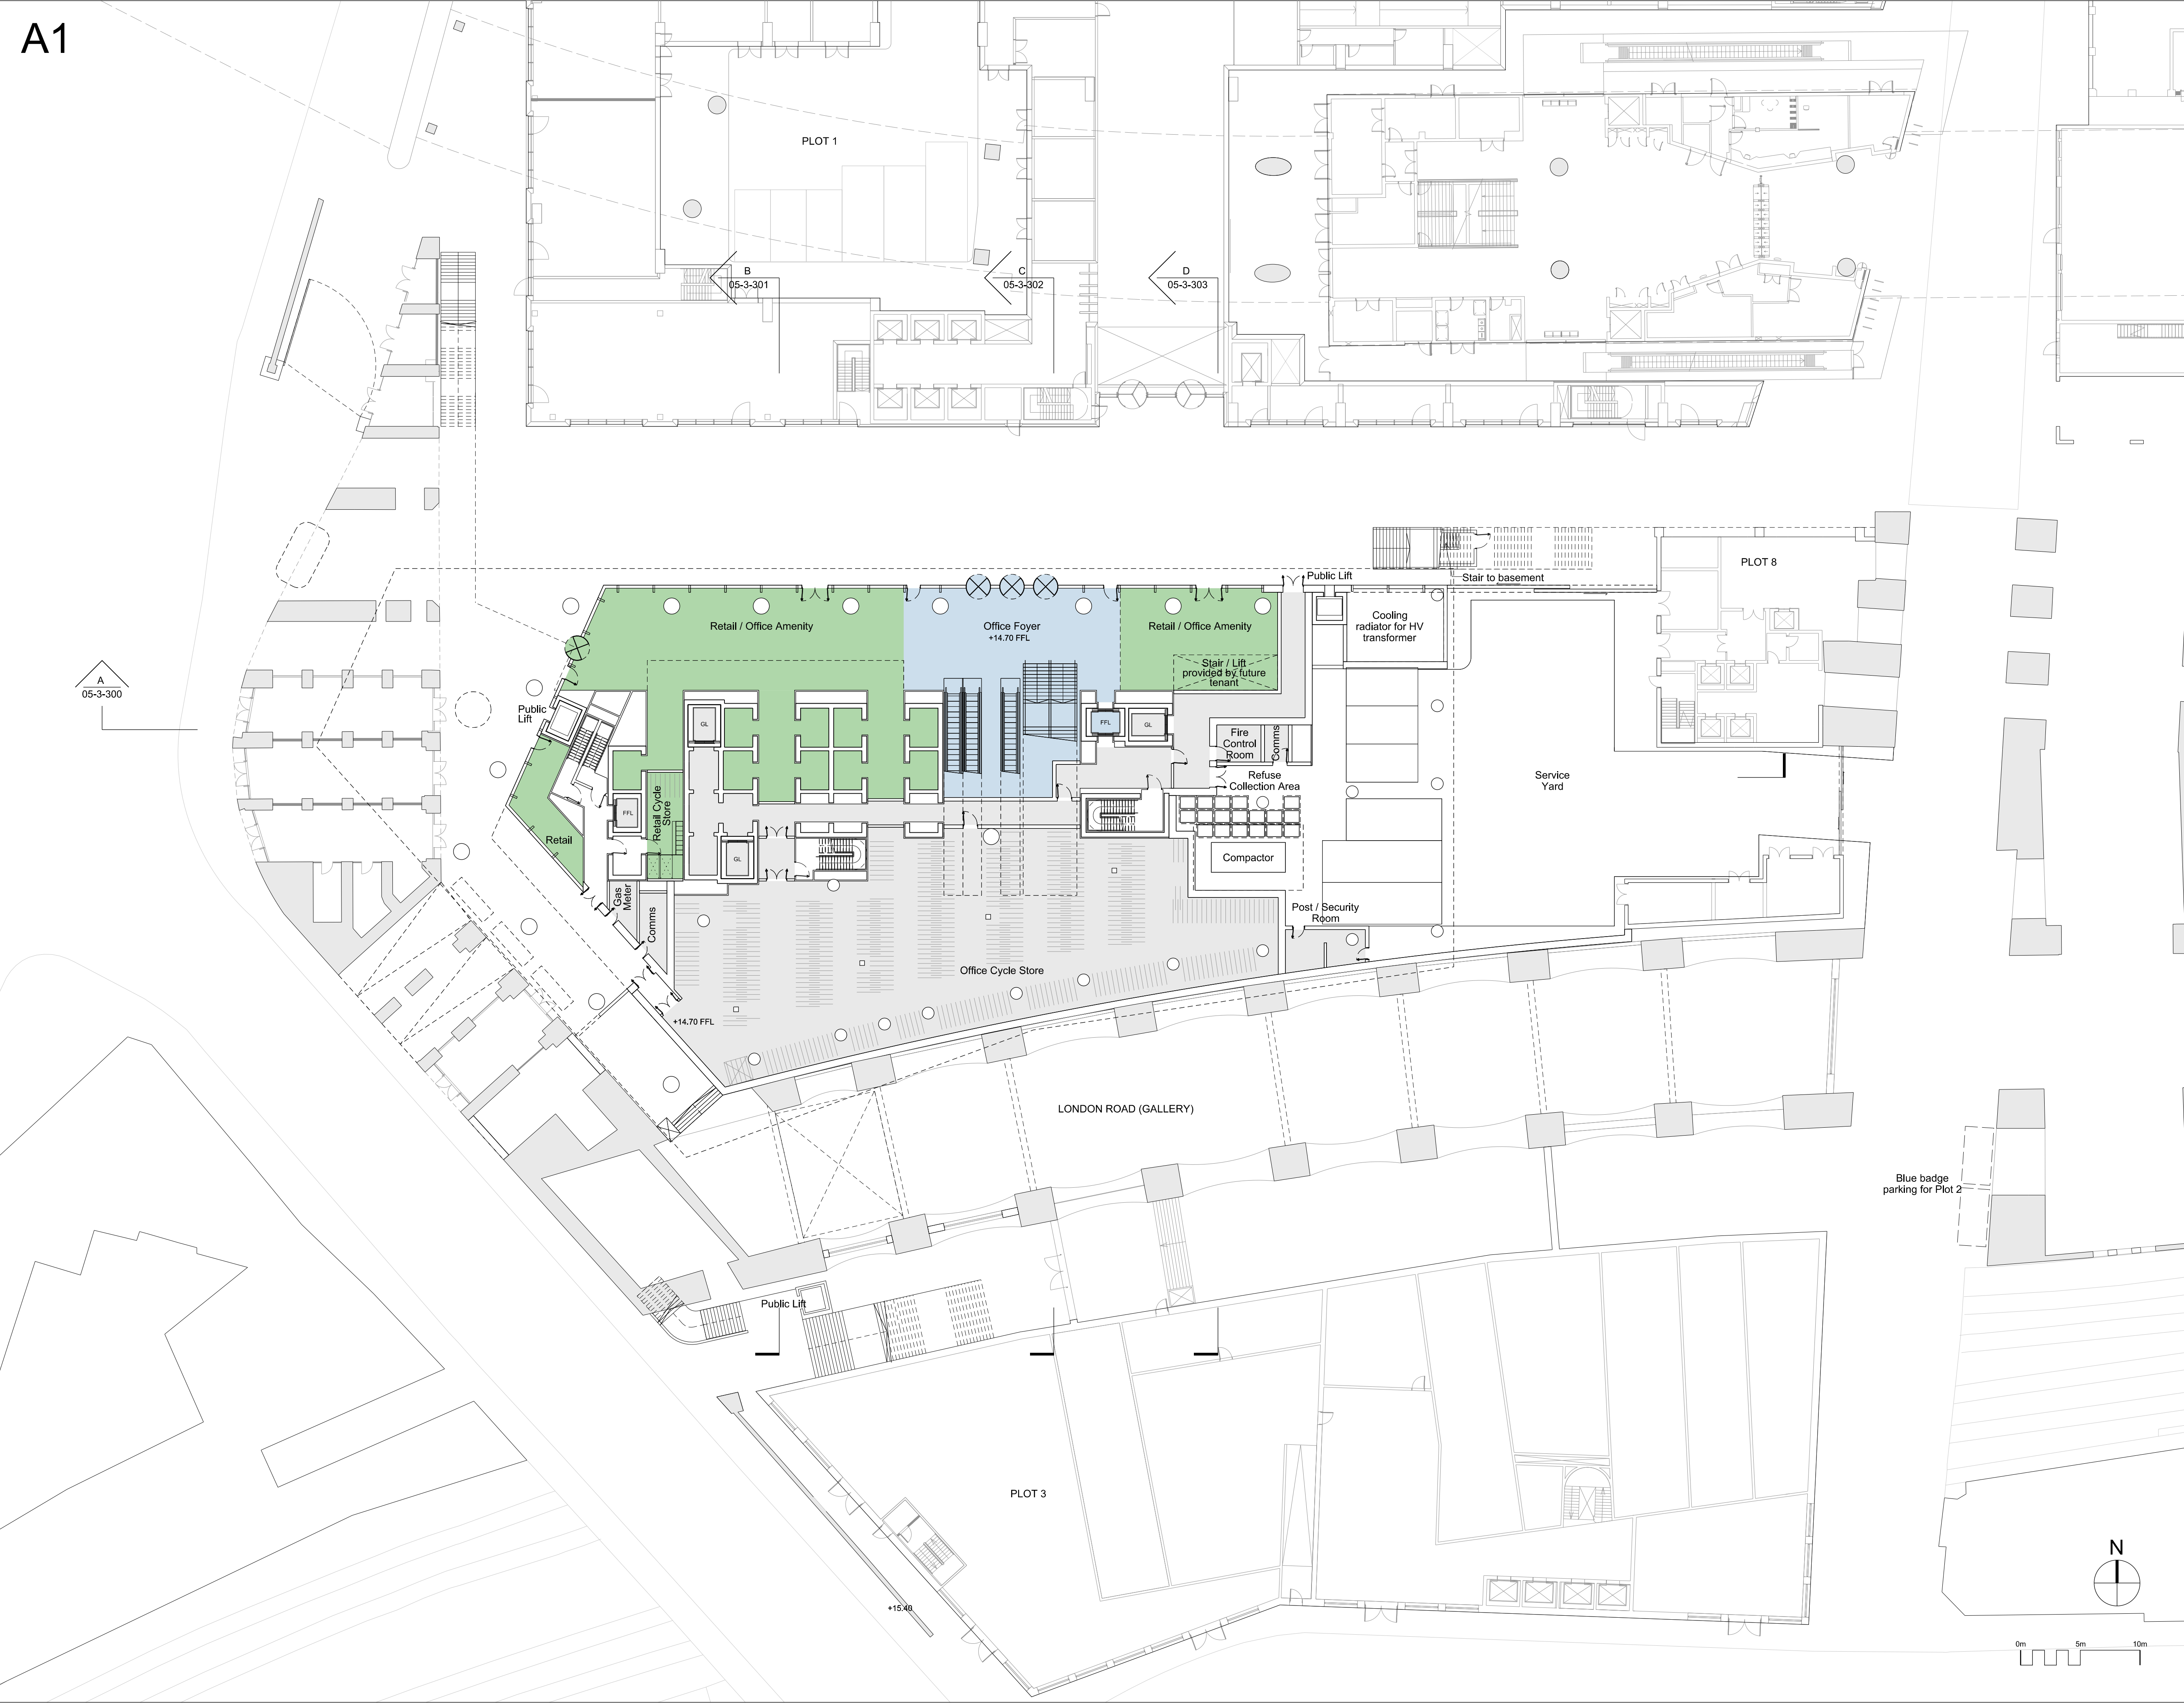 A1
PLOT 1
B
05-3-301
C
05-3-302
D
05-3-303
PLOT 8
Public Lift
Stair to basement
Retail / Office Amenity
Office Foyer
+14.70 FFL
Retail / Office Amenity
Cooling
radiator for HV
transformer
Stair / Lift
provided by future
tenant
A
05-3-300
Public
Lift
GL
FFL
GL
Fire
Control
Room
Comms
Refuse
Collection Area
Service
Yard
Retail Cycle
Store
FFL
Retail
GL
Compactor
Gas
Meter
Comms
Post / Security
Room
Office Cycle Store
+14.70 FFL
LONDON ROAD (GALLERY)
Blue badge
parking for Plot 2
Public Lift
PLOT 3
+15.40
N
0m
5m
10m